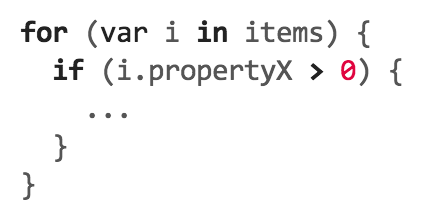 for (var i in items) {
  if (i.propertyX > 0) {
    ...
  }
}